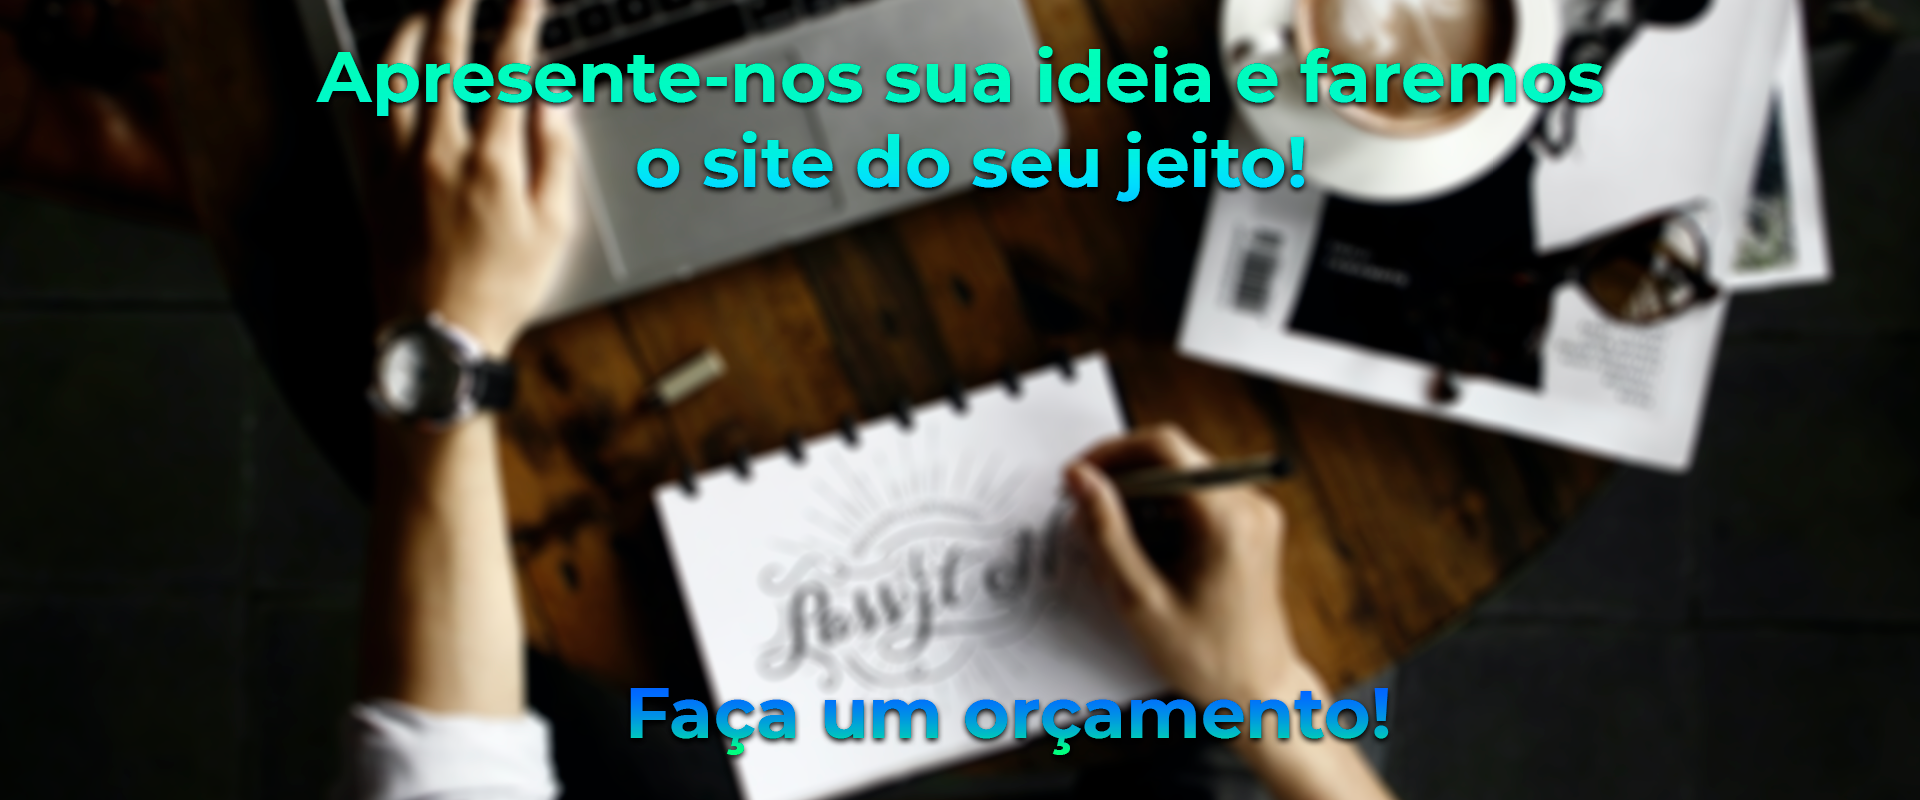 Apresente-nos sua ideia e faremos
o site do seu jeito!
Faça um orçamento!